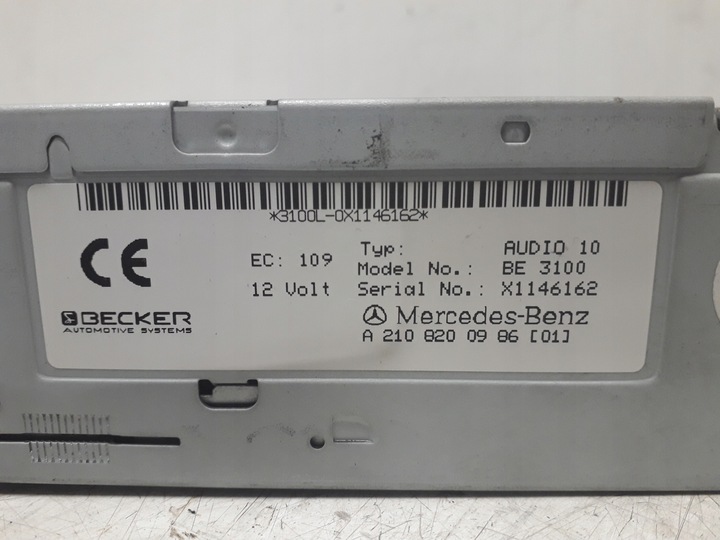 *3100L-0X1146162*
EC: 109
12 Volt
Typ: AUDIO 10
Model No.: BE 3100
Serial No.: X1146162
CE
BECKER
AUTOMOTIVE SYSTEMS
Mercedes-Benz
A 210 820 09 86 [01]